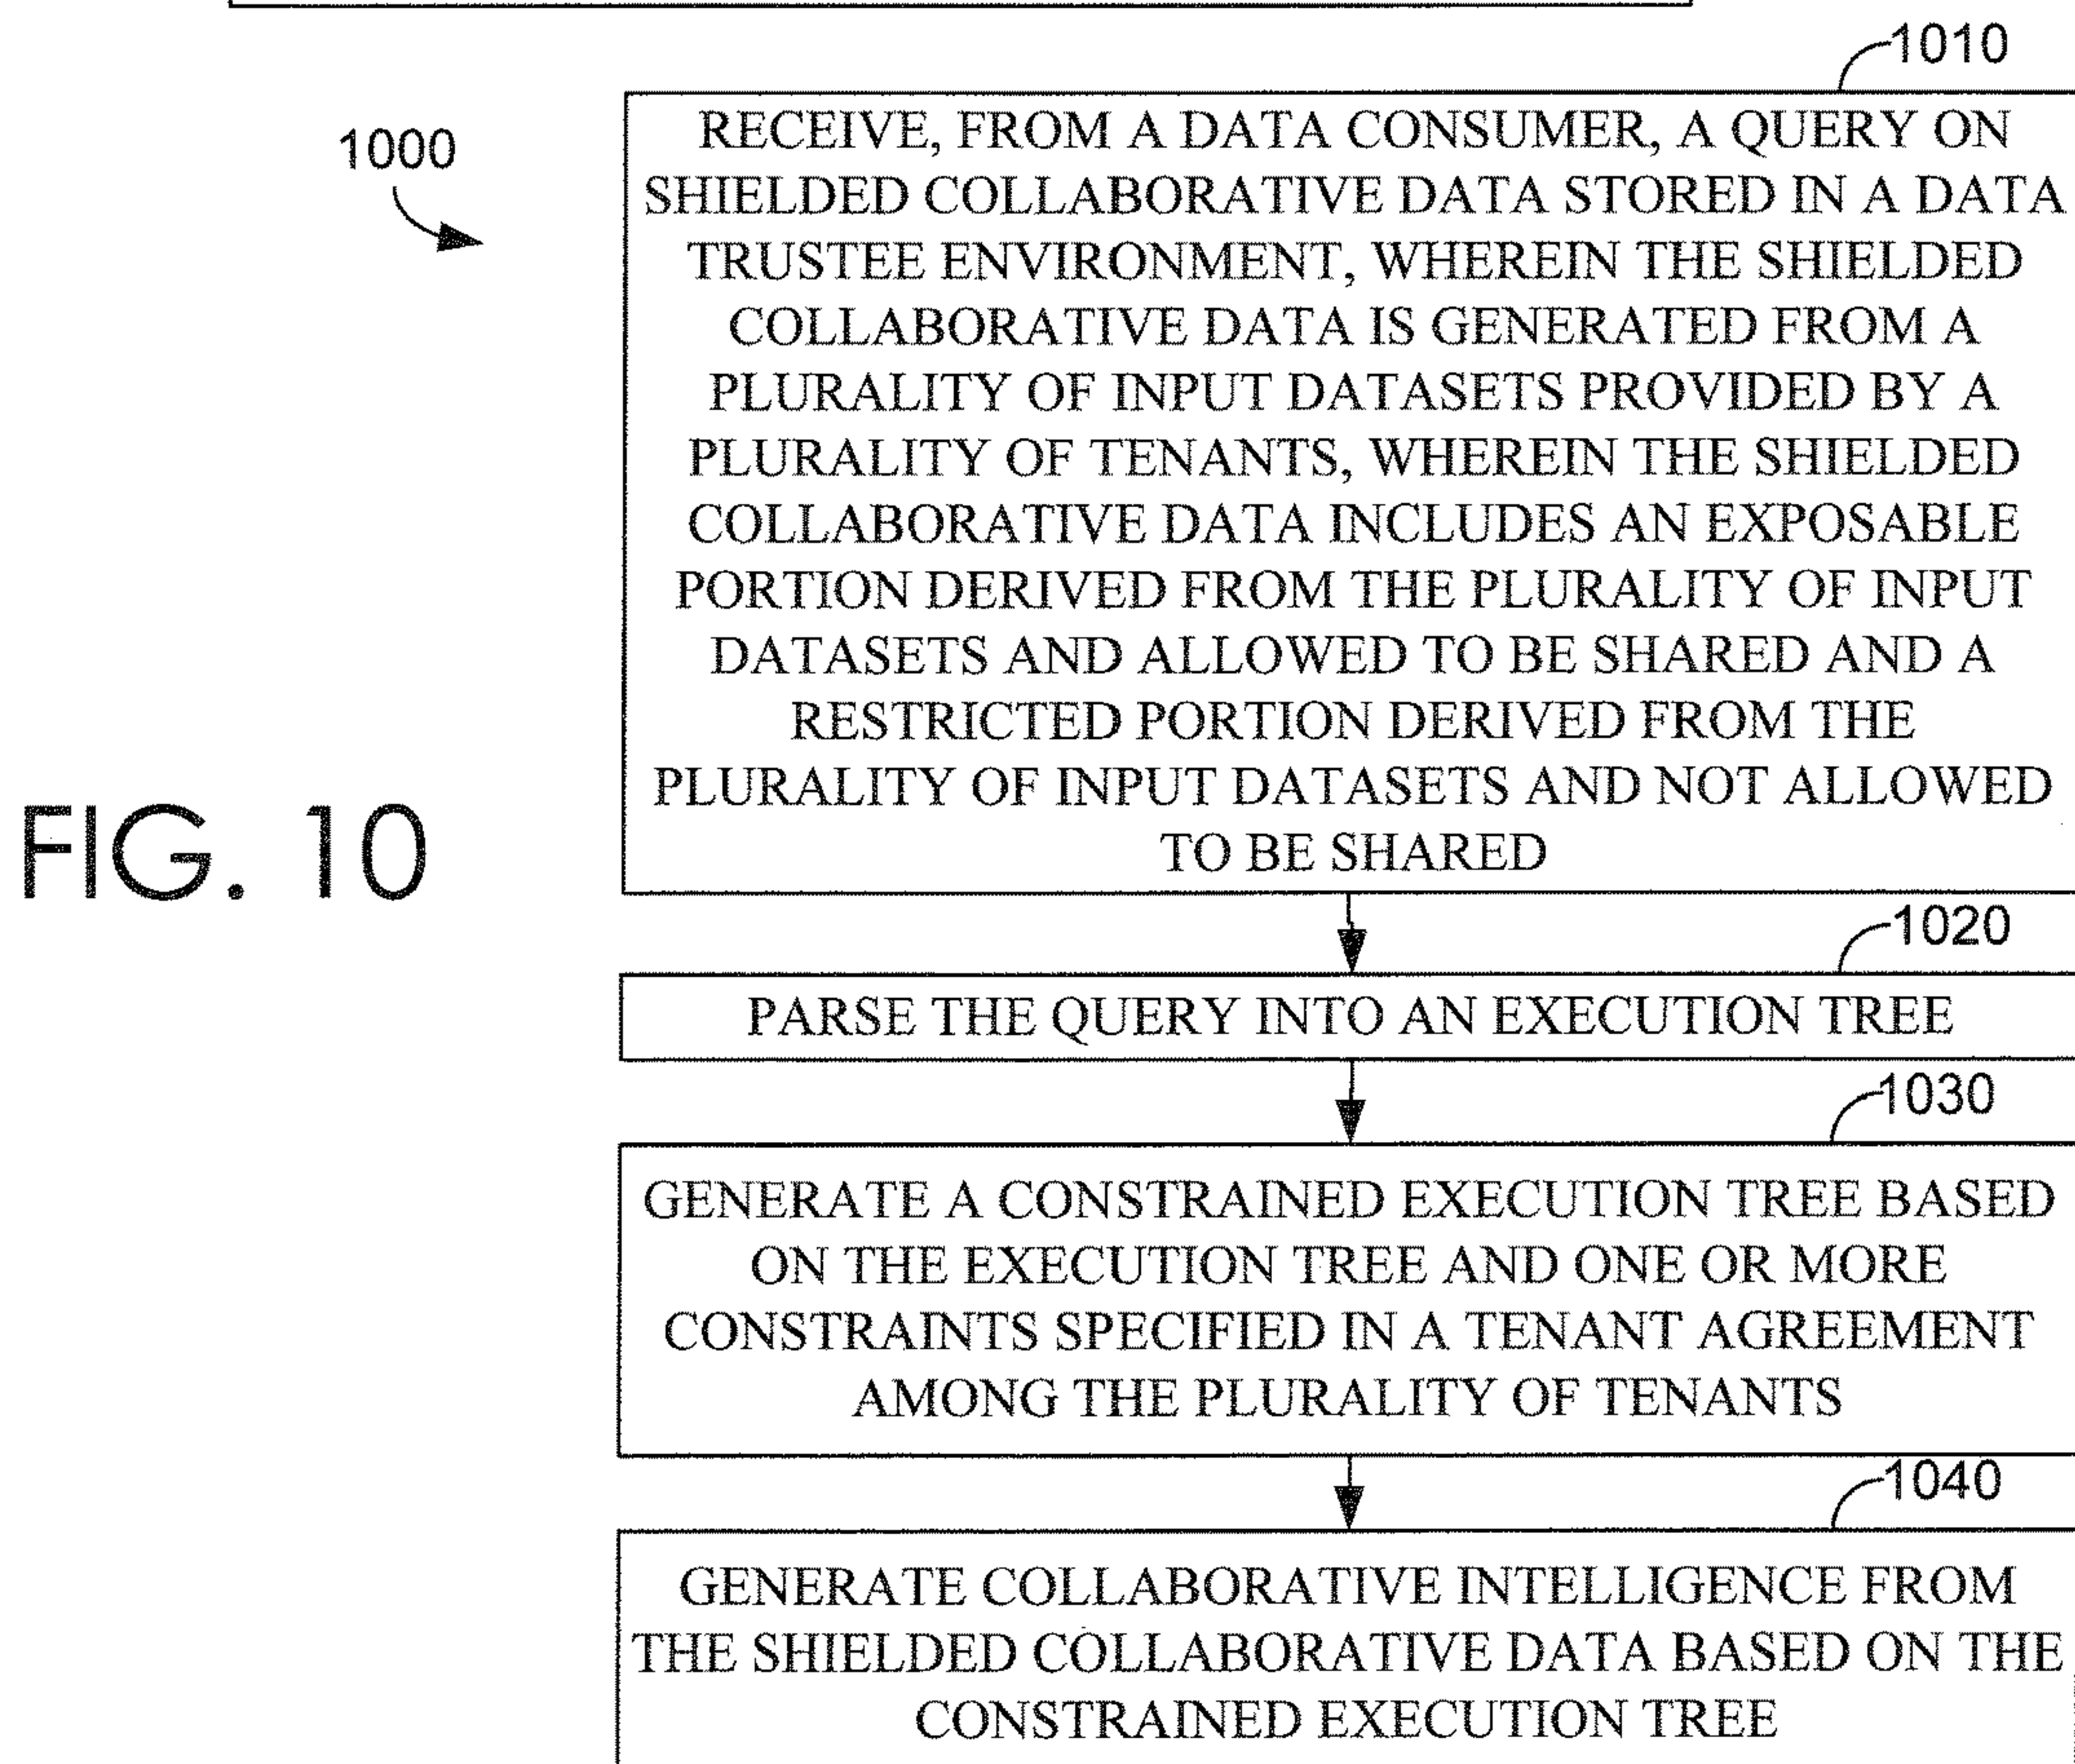 1010
1000
RECEIVE, FROM A DATA CONSUMER, A QUERY ON
SHIELDED COLLABORATIVE DATA STORED IN A DATA
TRUSTEE ENVIRONMENT, WHEREIN THE SHIELDED
COLLABORATIVE DATA IS GENERATED FROM A
PLURALITY OF INPUT DATASETS PROVIDED BY A
PLURALITY OF TENANTS, WHEREIN THE SHIELDED
COLLABORATIVE DATA INCLUDES AN EXPOSABLE
PORTION DERIVED FROM THE PLURALITY OF INPUT
DATASETS AND ALLOWED TO BE SHARED AND A
RESTRICTED PORTION DERIVED FROM THE
PLURALITY OF INPUT DATASETS AND NOT ALLOWED
TO BE SHARED
FIG. 10
1020
PARSE THE QUERY INTO AN EXECUTION TREE
1030
GENERATE A CONSTRAINED EXECUTION TREE BASED
ON THE EXECUTION TREE AND ONE OR MORE
CONSTRAINTS SPECIFIED IN A TENANT AGREEMENT
AMONG THE PLURALITY OF TENANTS
1040
GENERATE COLLABORATIVE INTELLIGENCE FROM
THE SHIELDED COLLABORATIVE DATA BASED ON THE
CONSTRAINED EXECUTION TREE